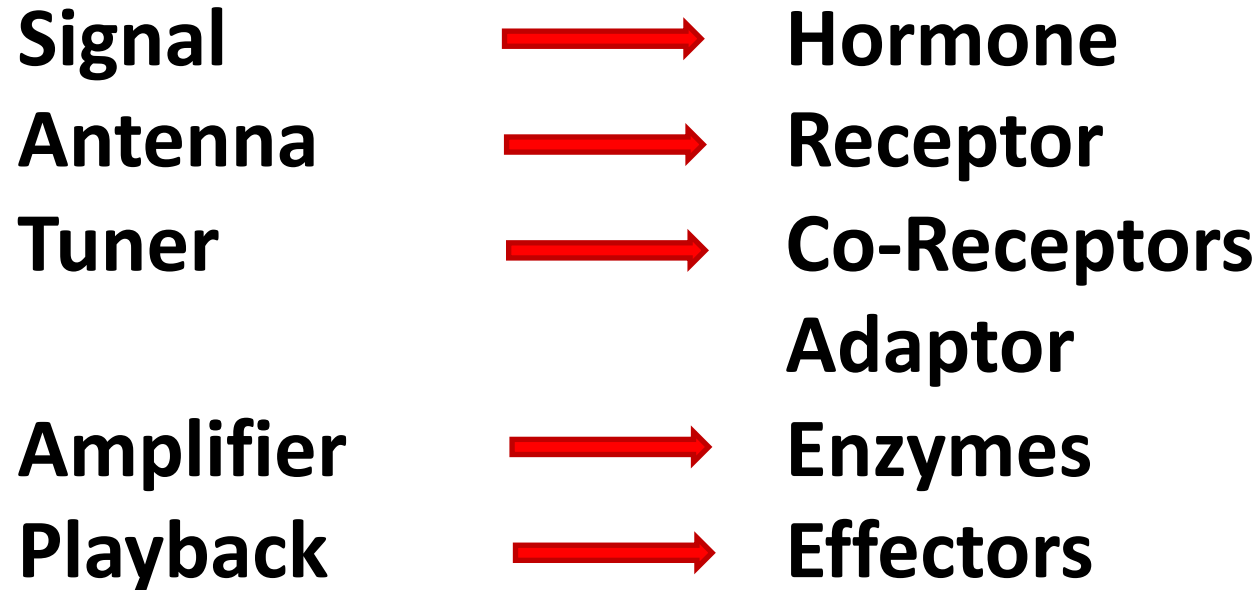 Signal Hormone
Antenna Receptor
Tuner Co-Receptors
Adaptor
Amplifier Enzymes
Playback Effectors